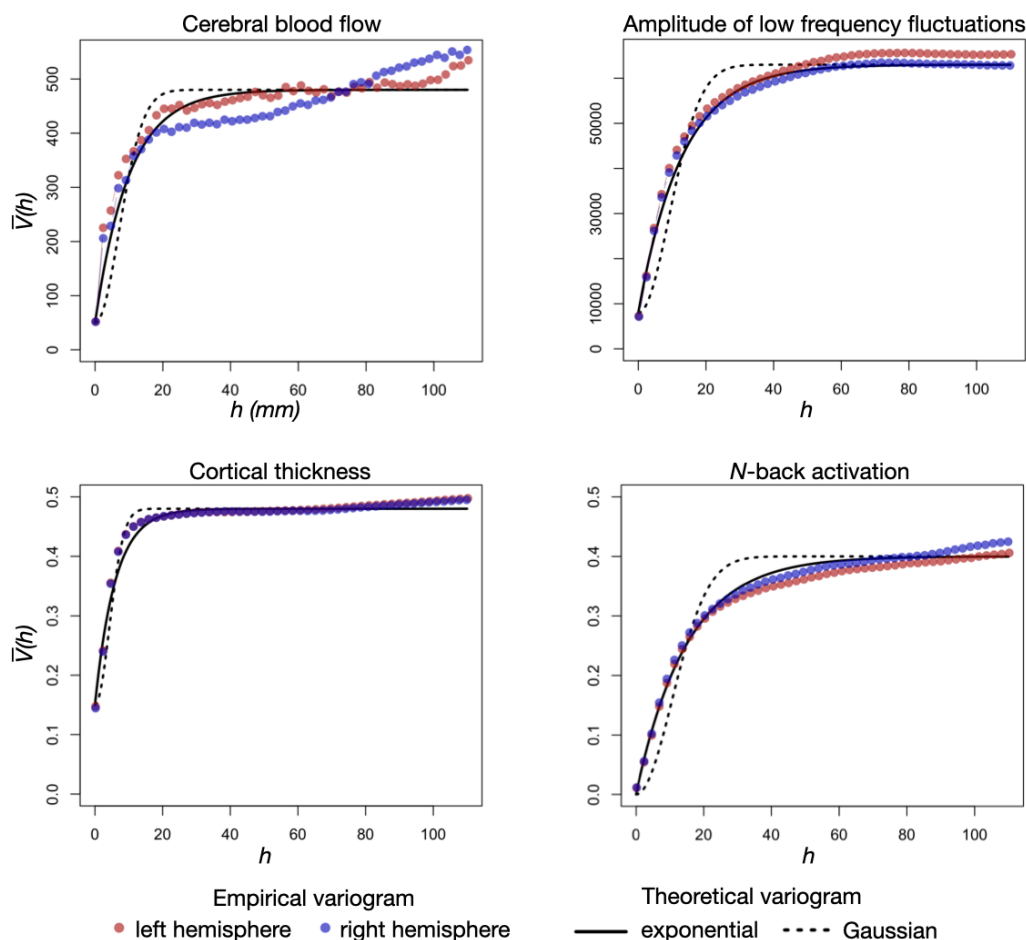 Cerebral blood flow
V̅(h)
500
400
300
200
100
0
0 20 40 60 80 100
h (mm)
Amplitude of low frequency fluctuations
50000
30000
10000
0
0 20 40 60 80 100
h
Cortical thickness
V̅(h)
0.5
0.4
0.3
0.2
0.1
0.0
0 20 40 60 80 100
h
N-back activation
0.5
0.4
0.3
0.2
0.1
0.0
0 20 40 60 80 100
h
Empirical variogram
left hemisphere right hemisphere
Theoretical variogram
exponential Gaussian